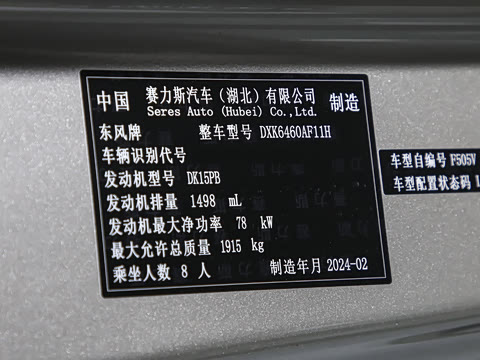 中国 赛力斯汽车（湖北）有限公司 制造
Seres Auto (Hubei) Co.,Ltd.
东风牌 整车型号 DXK6460AF11H
车辆识别代号
发动机型号 DK15PB
发动机排量 1498 mL
发动机最大净功率 78 kW
最大允许总质量 1915 kg
乘坐人数 8 人 制造年月 2024-02
车型自编号 F505V
车型配置状态码